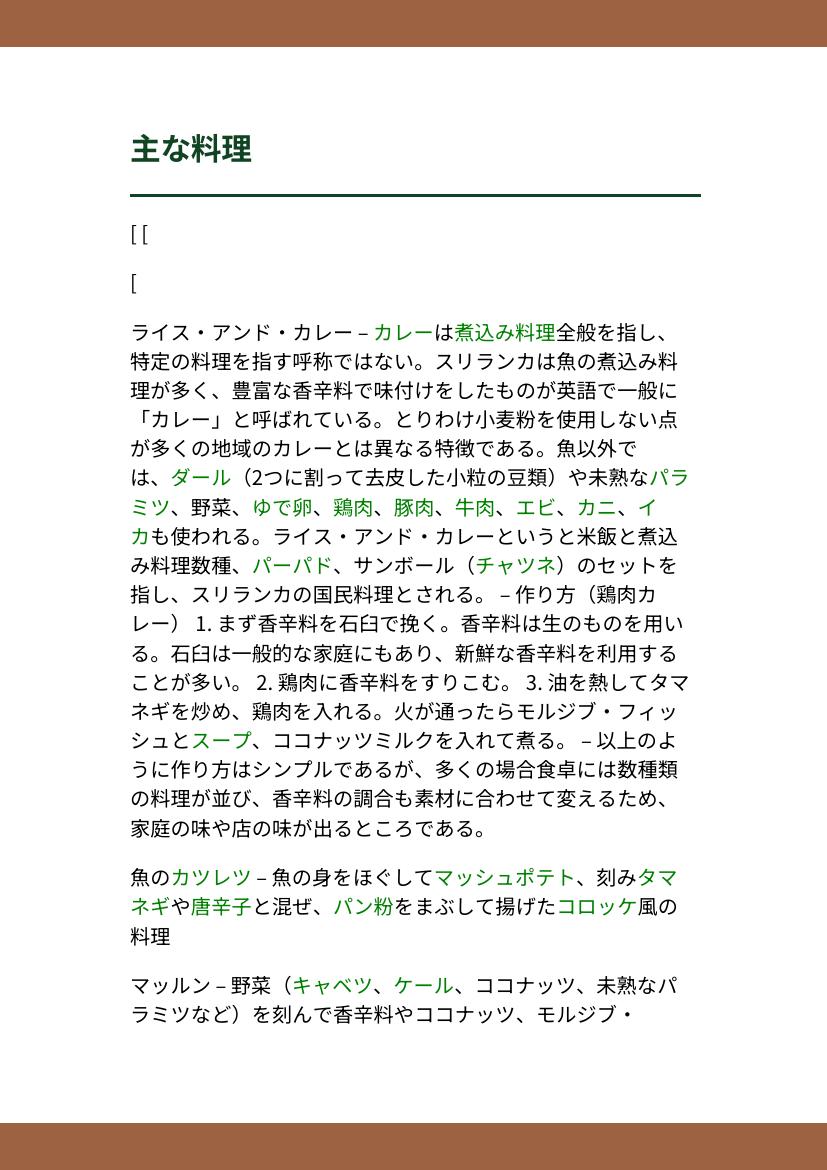 主な料理
[ [
[
ライス・アンド・カレー – カレーは煮込み料理全般を指し、
特定の料理を指す呼称ではない。スリランカは魚の煮込み料
理が多く、豊富な香辛料で味付けをしたものが英語で一般に
「カレー」と呼ばれている。とりわけ小麦粉を使用しない点
が多くの地域のカレーとは異なる特徴である。魚以外で
は、ダール（2つに割って去皮した小粒の豆類）や未熟なパラ
ミツ、野菜、ゆで卵、鶏肉、豚肉、牛肉、エビ、カニ、イ
カも使われる。ライス・アンド・カレーというと米飯と煮込
み料理数種、パーパド、サンボール（チャツネ）のセットを
指し、スリランカの国民料理とされる。 – 作り方（鶏肉カ
レー） 1. まず香辛料を石臼で挽く。香辛料は生のものを用い
る。石臼は一般的な家庭にもあり、新鮮な香辛料を利用する
ことが多い。 2. 鶏肉に香辛料をすりこむ。 3. 油を熱してタマ
ネギを炒め、鶏肉を入れる。火が通ったらモルジブ・フィッ
シュとスープ、ココナッツミルクを入れて煮る。 – 以上のよ
うに作り方はシンプルであるが、多くの場合食卓には数種類
の料理が並び、香辛料の調合も素材に合わせて変えるため、
家庭の味や店の味が出るところである。
魚のカツレツ – 魚の身をほぐしてマッシュポテト、刻みタマ
ネギや唐辛子と混ぜ、パン粉をまぶして揚げたコロッケ風の
料理
マッルン – 野菜（キャベツ、ケール、ココナッツ、未熟なパ
ラミツなど）を刻んで香辛料やココナッツ、モルジブ・